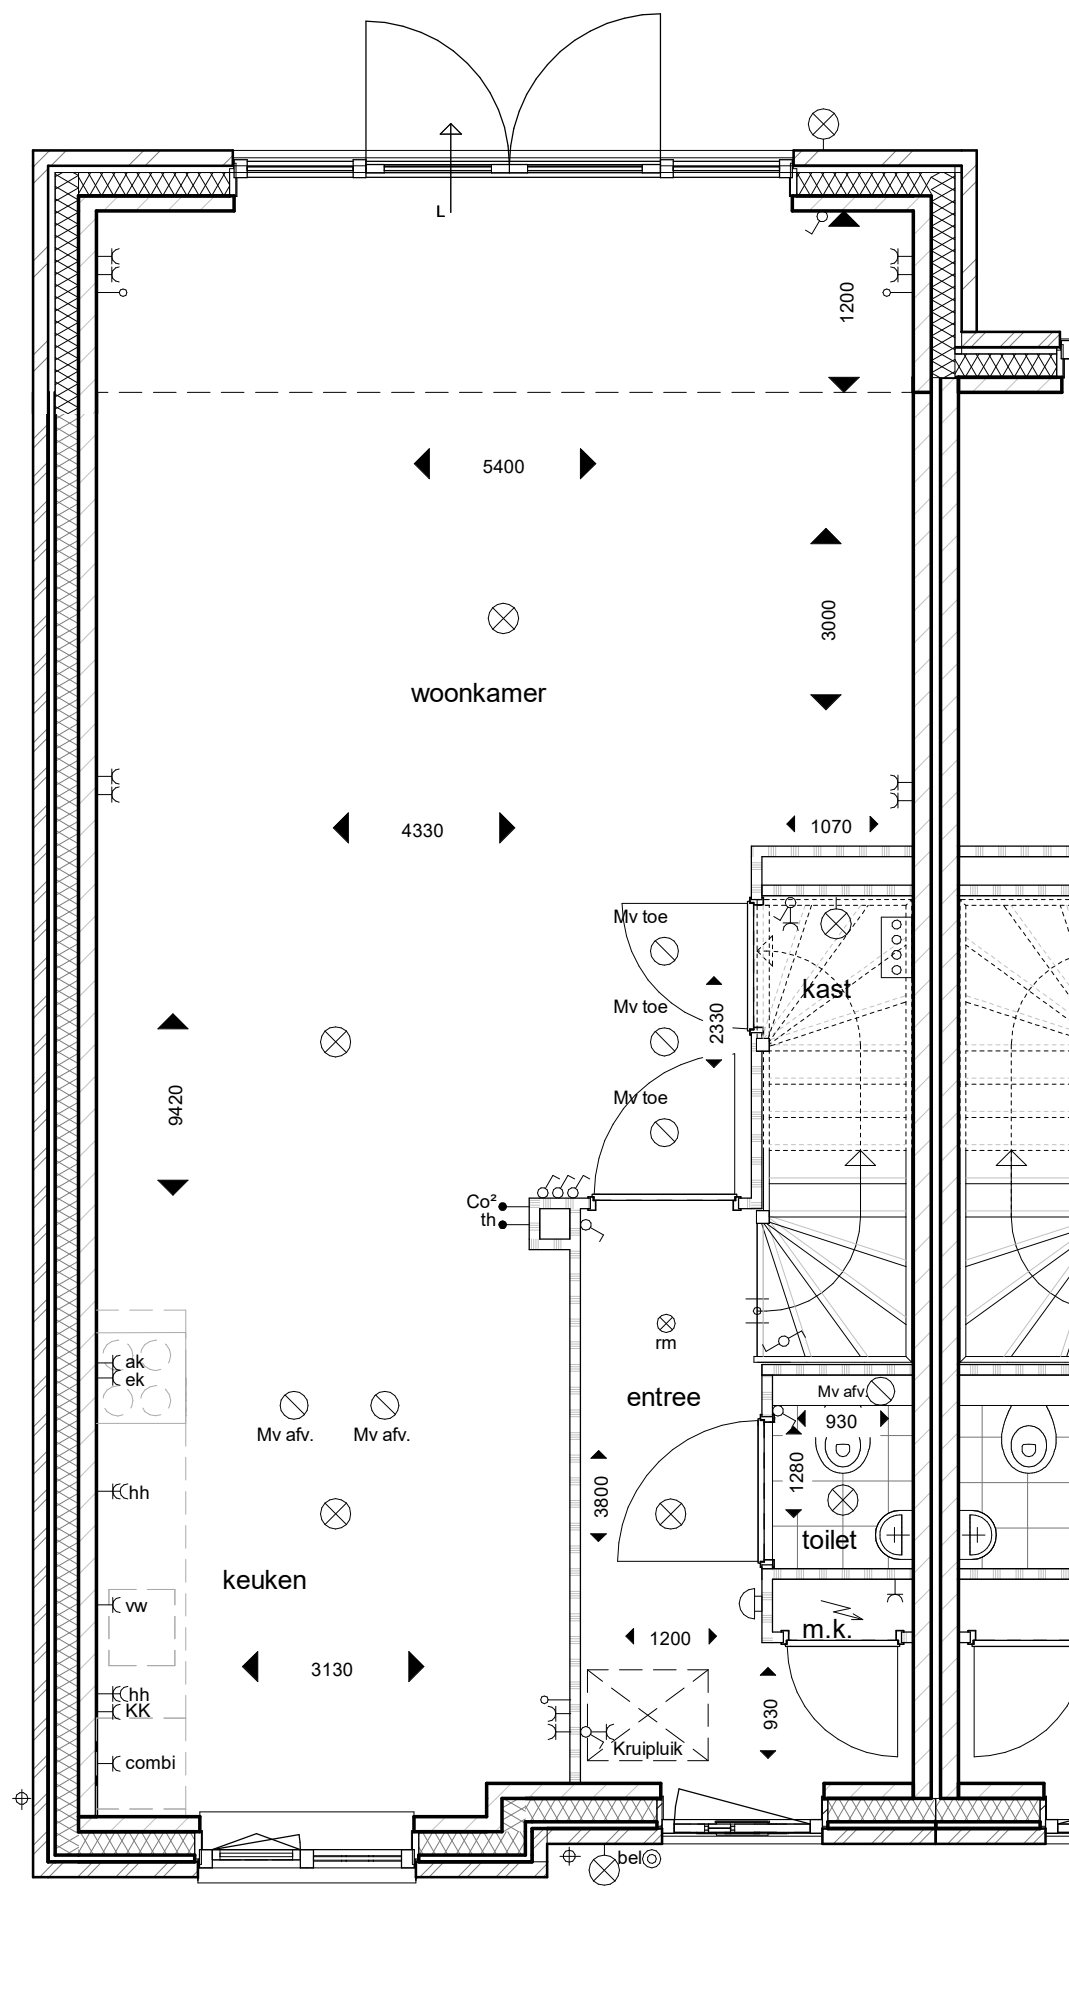 L
1200
5400
3000
woonkamer
4330
1070
Mv toe
kast
Mv toe
2330
9420
Mv toe
Co²
th
rm
ak
ek
entree
Mv afv.
930
Mv afv.
Mv afv.
1280
3800
hh
toilet
keuken
vw
m.k.
1200
3130
hh
KK
930
Kruipluik
combi
bel